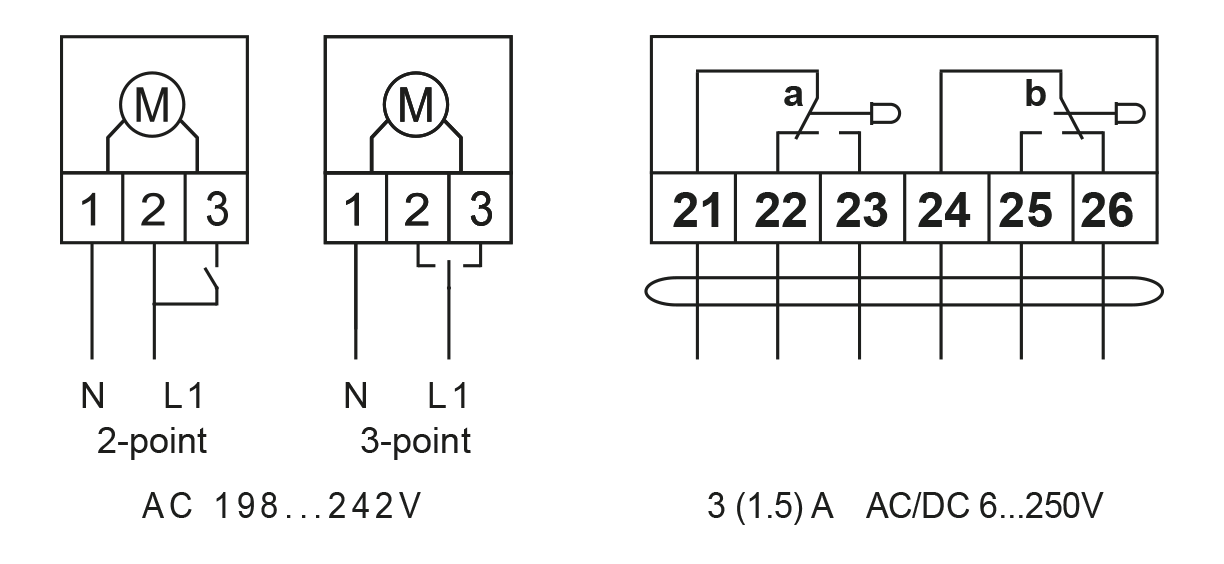 M
1 2 3
N L1
2-point
M
1 2 3
N L1
3-point
AC 198...242V
a b
21 22 23 24 25 26
3 (1.5) A AC/DC 6...250V